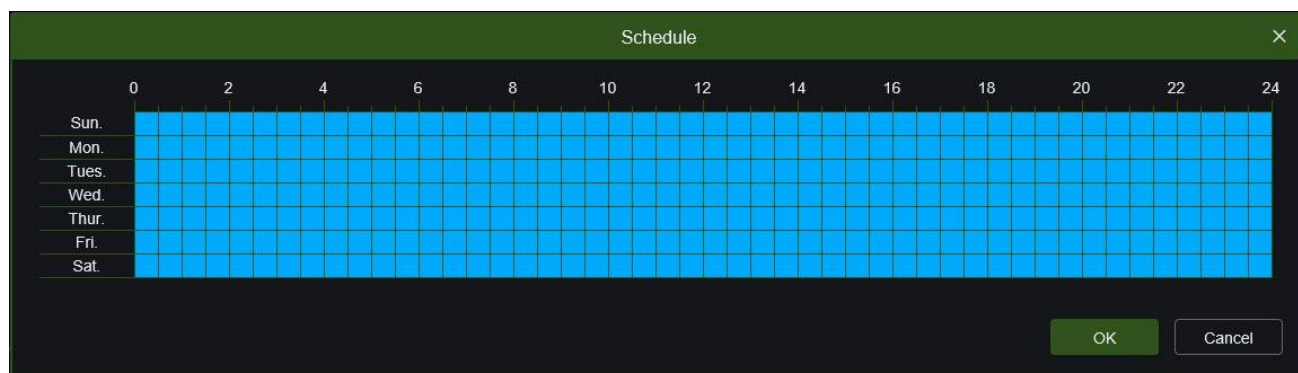 Schedule
0 2 4 6 8 10 12 14 16 18 20 22 24
Sun.
Mon.
Tues.
Wed.
Thur.
Fri.
Sat.
OK Cancel